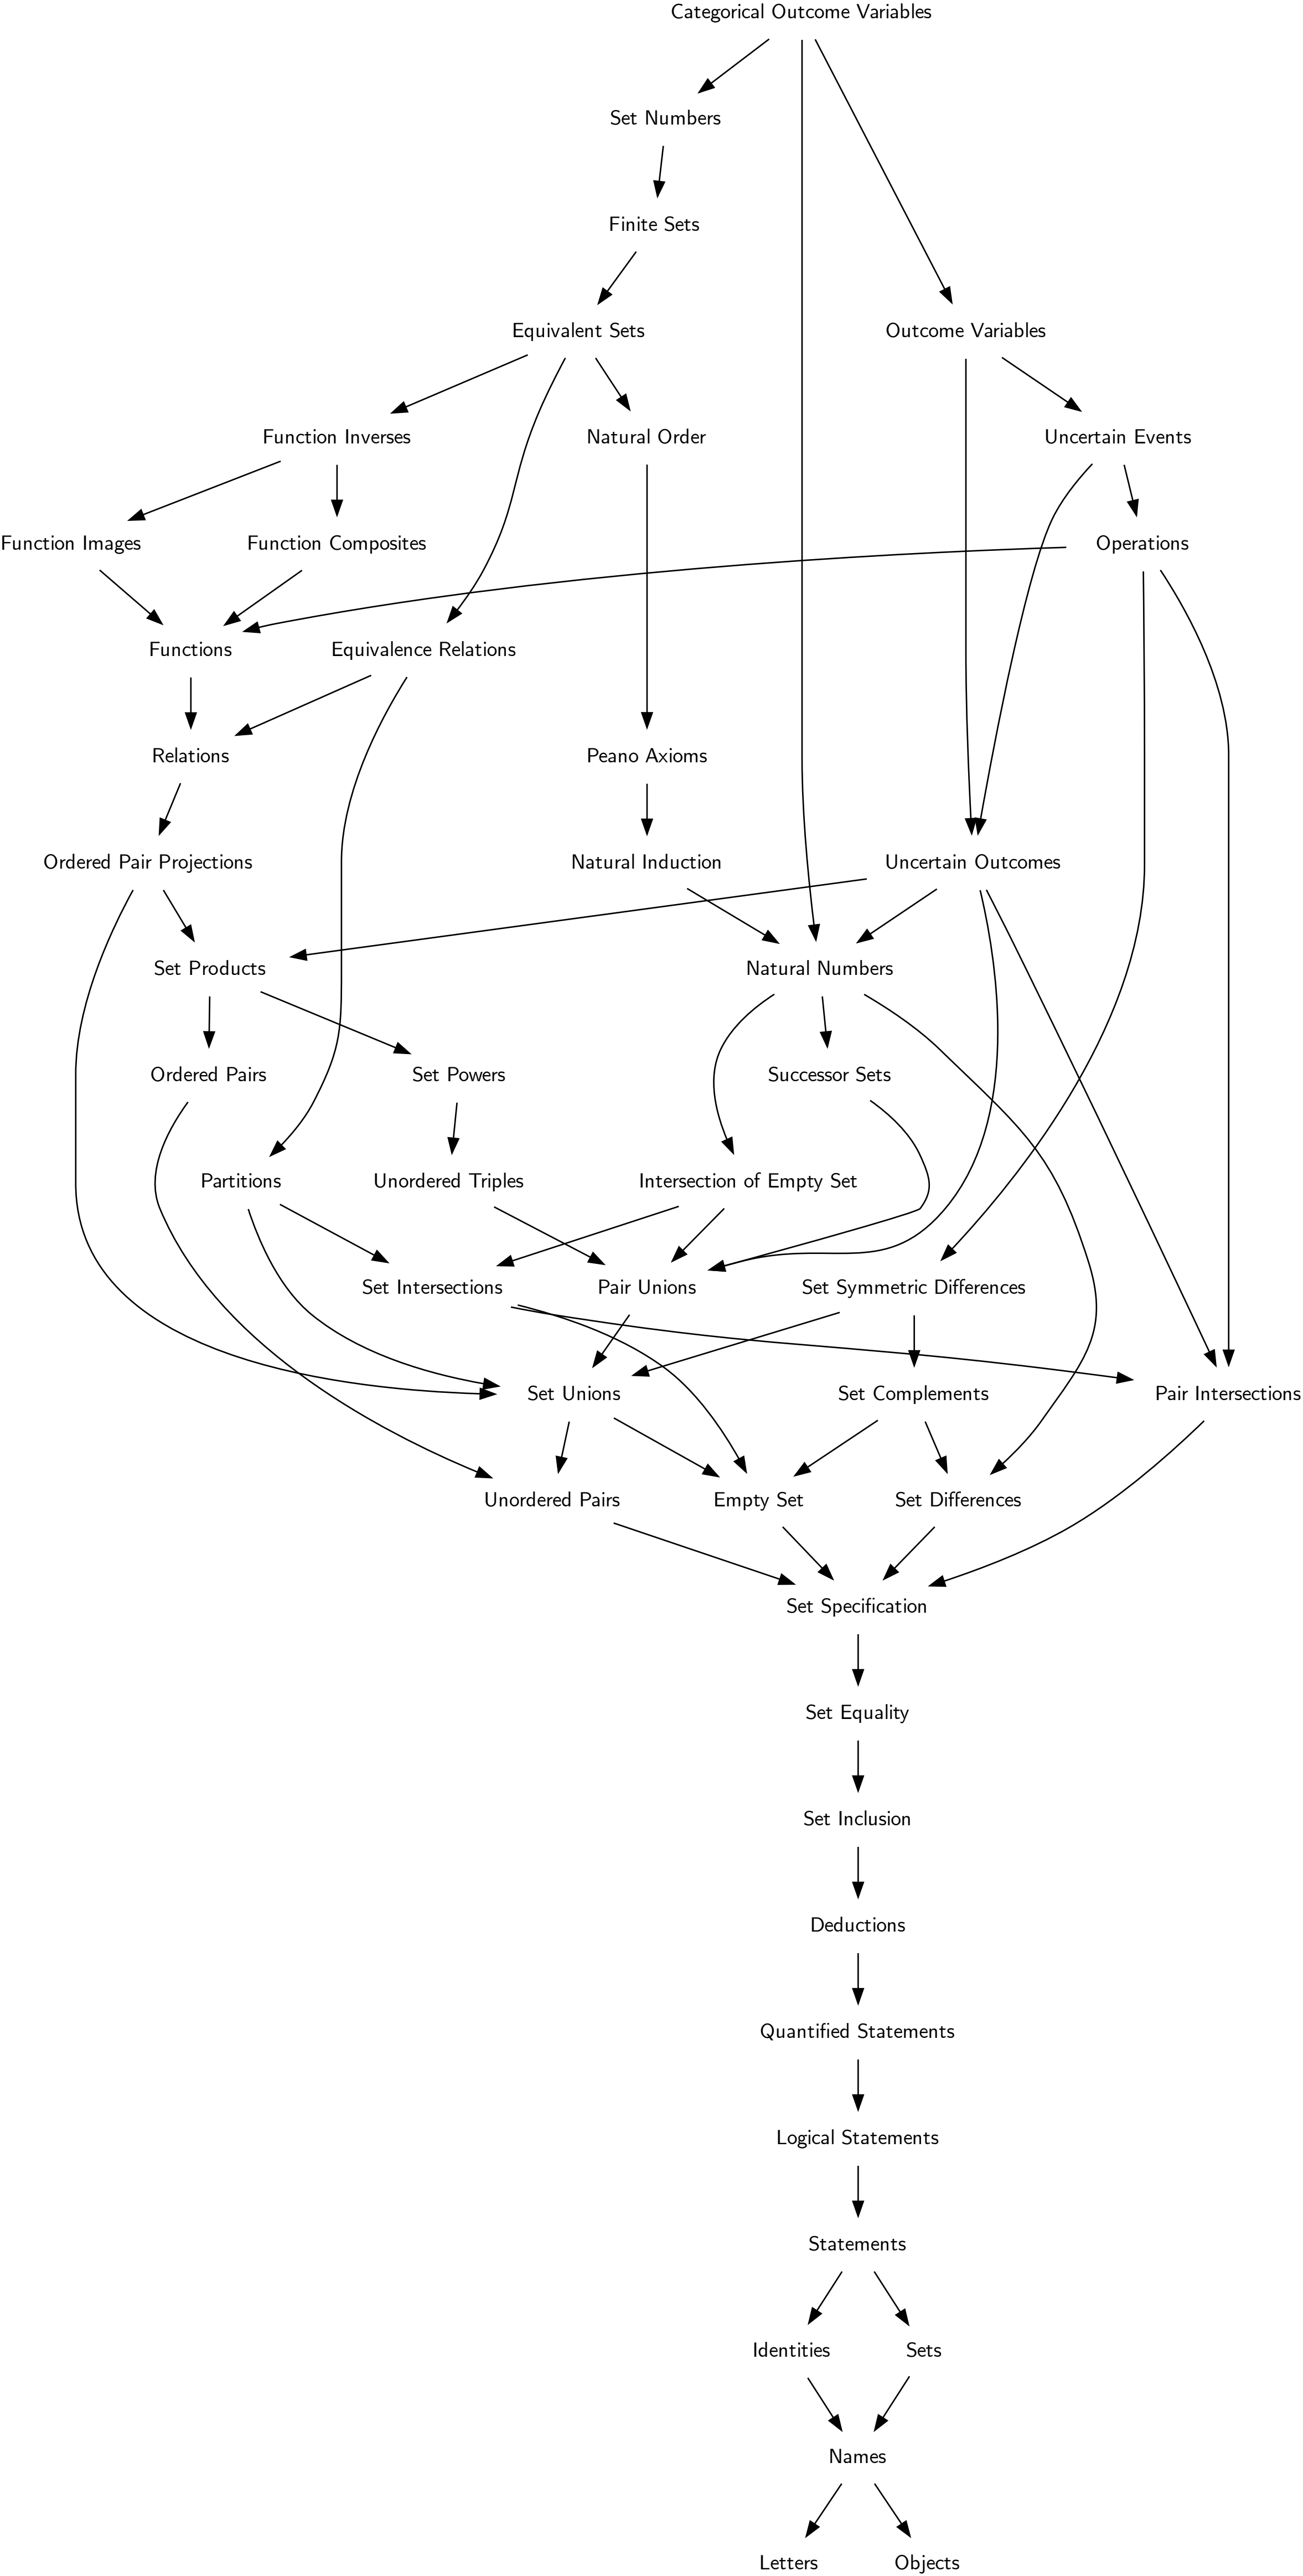 Categorical Outcome Variables
Set Numbers
Finite Sets
Equivalent Sets
Outcome Variables
Function Inverses
Natural Order
Uncertain Events
Function Images
Function Composites
Operations
Functions
Equivalence Relations
Relations
Peano Axioms
Ordered Pair Projections
Natural Induction
Uncertain Outcomes
Set Products
Natural Numbers
Ordered Pairs
Set Powers
Successor Sets
Partitions
Unordered Triples
Intersection of Empty Set
Set Intersections
Pair Unions
Set Symmetric Differences
Set Unions
Set Complements
Pair Intersections
Unordered Pairs
Empty Set
Set Differences
Set Specification
Set Equality
Set Inclusion
Deductions
Quantified Statements
Logical Statements
Statements
Identities
Sets
Names
Letters
Objects